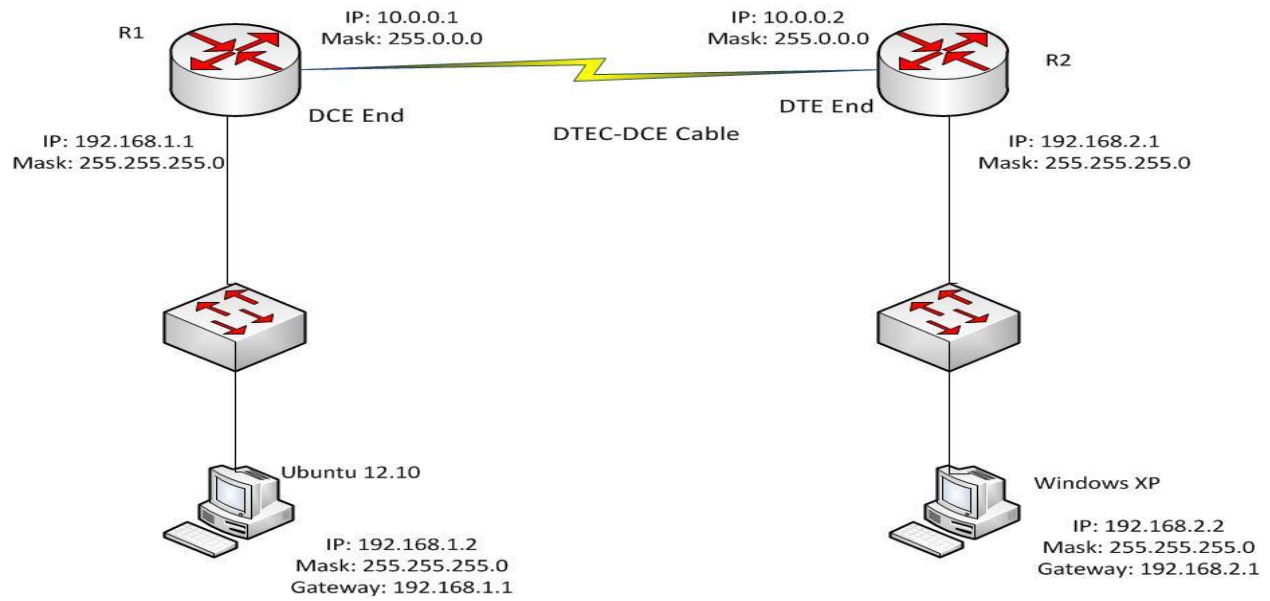 R1
IP: 10.0.0.1
Mask: 255.0.0.0
IP: 10.0.0.2
Mask: 255.0.0.0
R2
DCE End
DTE End
DTEC-DCE Cable
IP: 192.168.1.1
Mask: 255.255.255.0
IP: 192.168.2.1
Mask: 255.255.255.0
Ubuntu 12.10
IP: 192.168.1.2
Mask: 255.255.255.0
Gateway: 192.168.1.1
Windows XP
IP: 192.168.2.2
Mask: 255.255.255.0
Gateway: 192.168.2.1